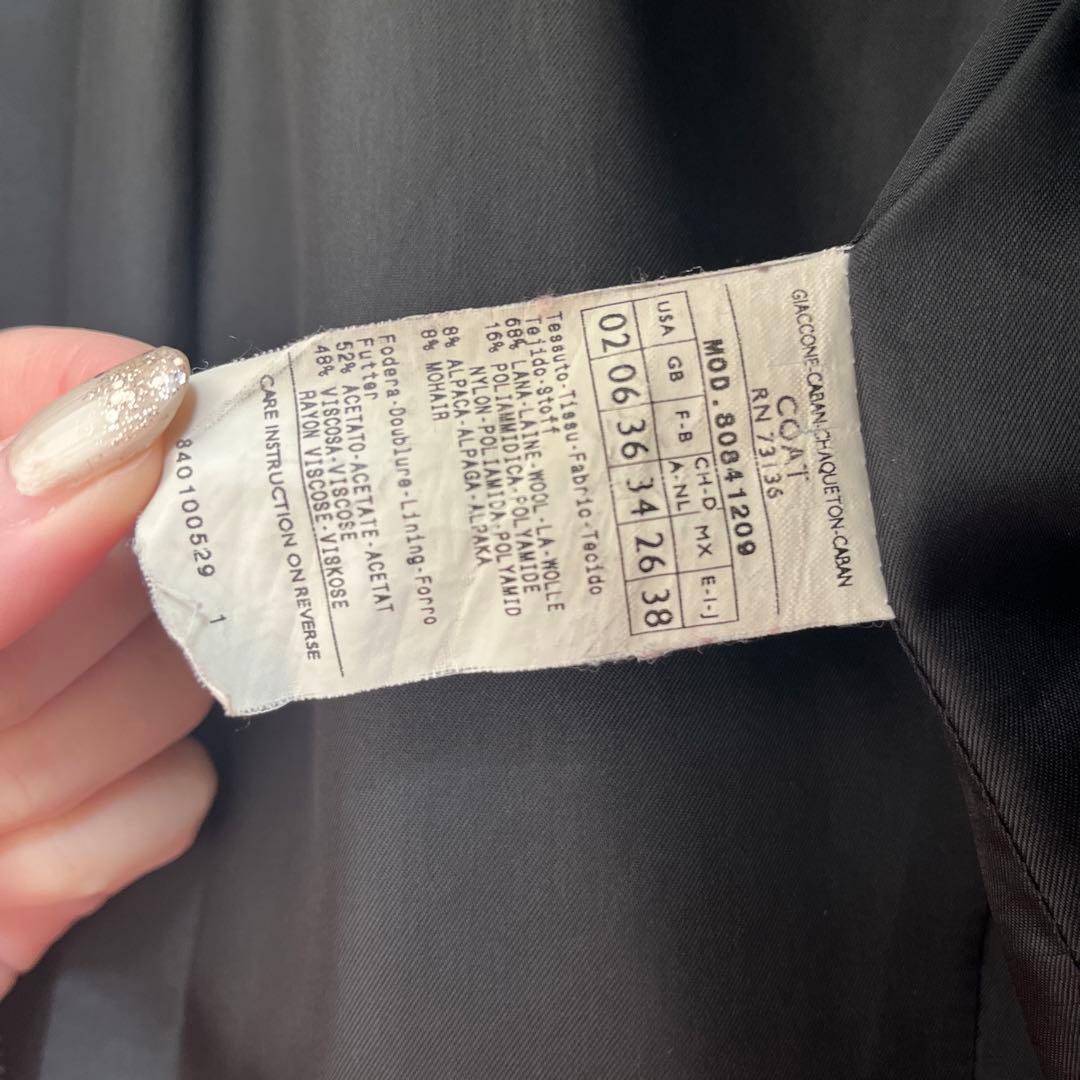 GIACCONE-CABAN-CHAQUETON-CABAN
COAT
RN 73136
MOD.80841209
USA GB F-B CH-D A-NL MX E-I-J
02 06 36 34 26 38
Tessuto-Tissu-Fabric-Tecido
Tejido-Stoff
68% LANA-LAINE-WOOL-LA-WOLLE
16% POLIAMMIDICA-POLYAMIDE
NYLON-POLIAMIDA-POLYAMID
8% ALPACA-ALPAGA-ALPAKA
8% MOHAIR
Fodera-Doublure-Lining-Forro
Futter
52% ACETATO-ACETATE-ACETAT
48% VISCOSA-VISCOSE
RAYON VISCOSE-VISKOSE
CARE INSTRUCTION ON REVERSE
840100529 1